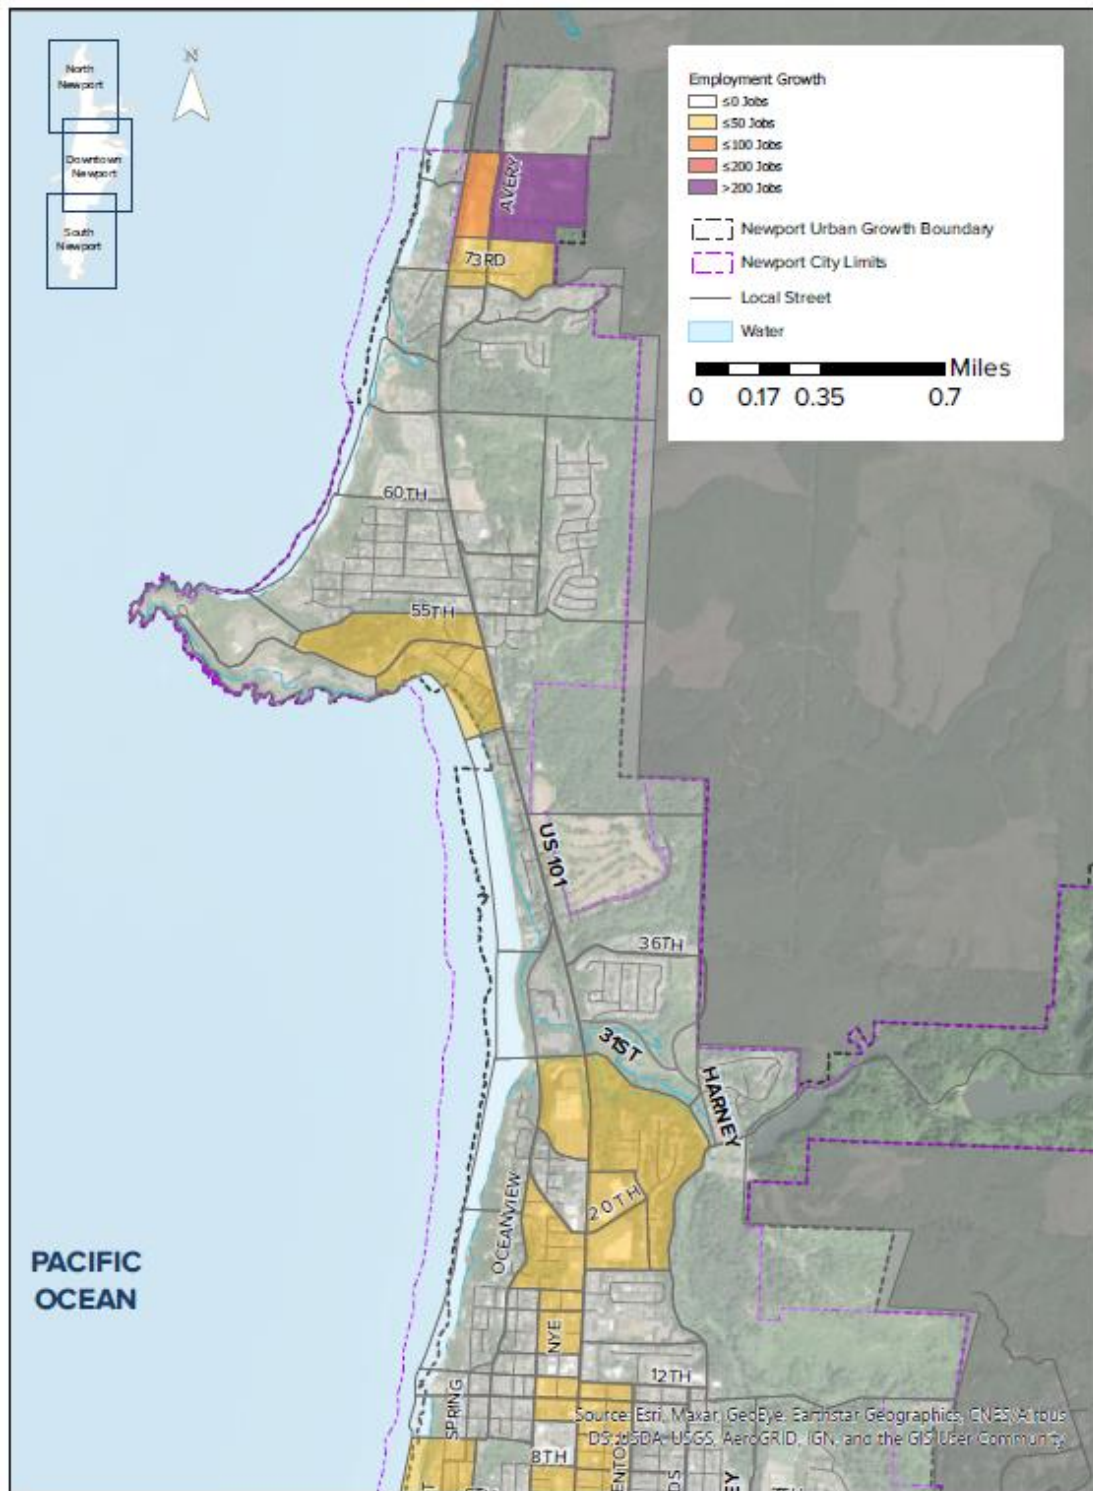 North
Newport
Downtown
Newport
South
Newport
N
Employment Growth
≤0 Jobs
≤50 Jobs
≤100 Jobs
≤200 Jobs
>200 Jobs
Newport Urban Growth Boundary
Newport City Limits
Local Street
Water
Miles
0 0.17 0.35 0.7
AVERY
73RD
60TH
55TH
US 101
36TH
31ST
HARNEY
20TH
OCEANVIEW
PACIFIC
OCEAN
NYE
12TH
SPRING
8TH
Source: Esri, Maxar, GeoEye, Earthstar Geographics, CNES/Airbus
DS, USDA, USGS, AeroGRID, IGN, and the GIS User Community